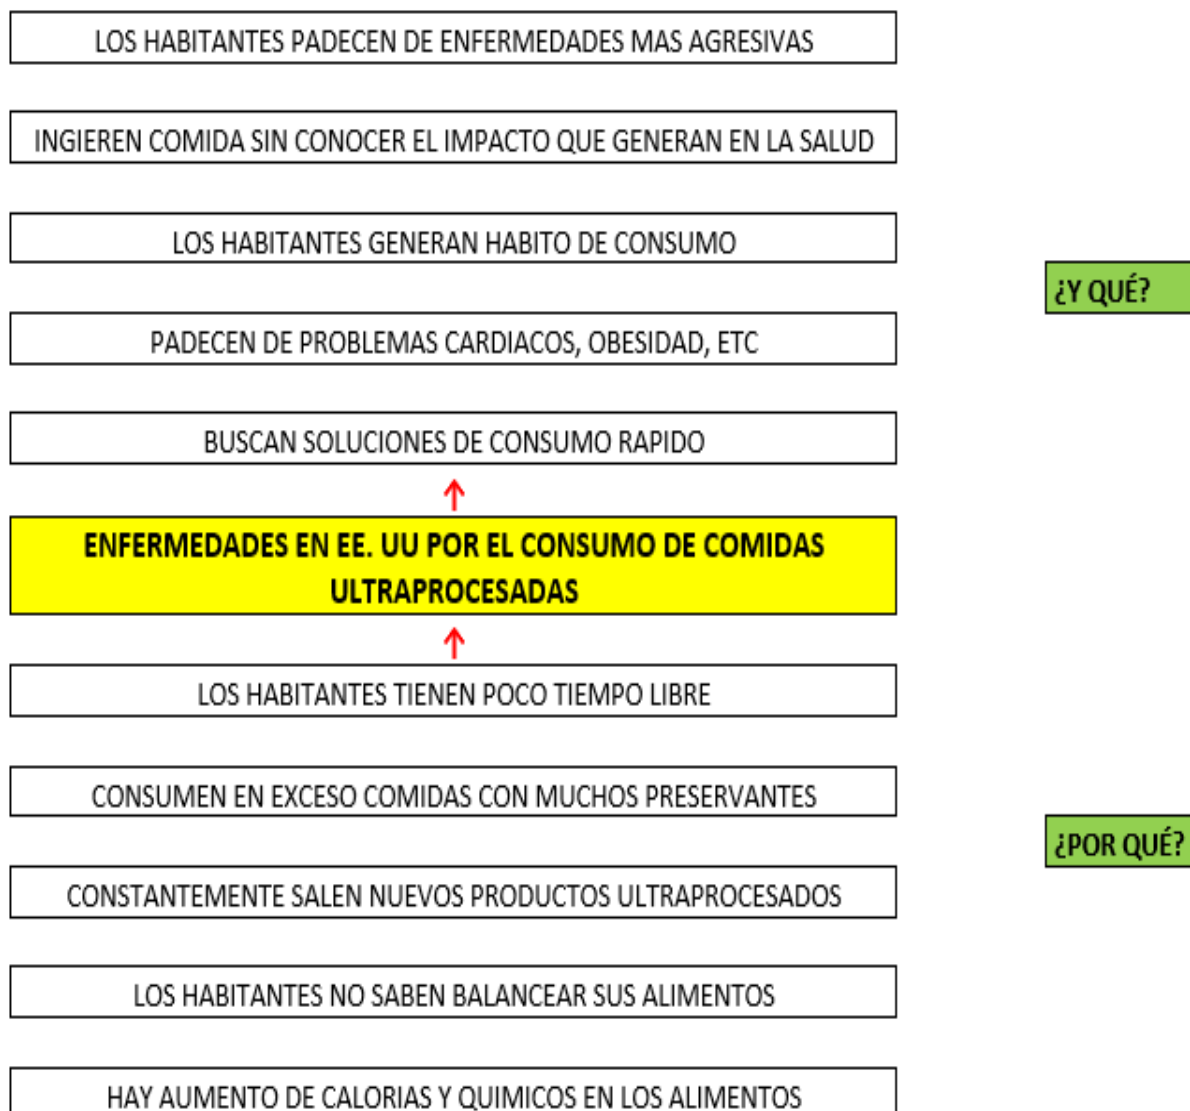 LOS HABITANTES PADECEN DE ENFERMEDADES MAS AGRESIVAS
INGIEREN COMIDA SIN CONOCER EL IMPACTO QUE GENERAN EN LA SALUD
LOS HABITANTES GENERAN HABITO DE CONSUMO
¿Y QUÉ?
PADECEN DE PROBLEMAS CARDIACOS, OBESIDAD, ETC
BUSCAN SOLUCIONES DE CONSUMO RAPIDO
ENFERMEDADES EN EE. UU POR EL CONSUMO DE COMIDAS
ULTRAPROCESADAS
LOS HABITANTES TIENEN POCO TIEMPO LIBRE
CONSUMEN EN EXCESO COMIDAS CON MUCHOS PRESERVANTES
¿POR QUÉ?
CONSTANTEMENTE SALEN NUEVOS PRODUCTOS ULTRAPROCESADOS
LOS HABITANTES NO SABEN BALANCEAR SUS ALIMENTOS
HAY AUMENTO DE CALORIAS Y QUIMICOS EN LOS ALIMENTOS